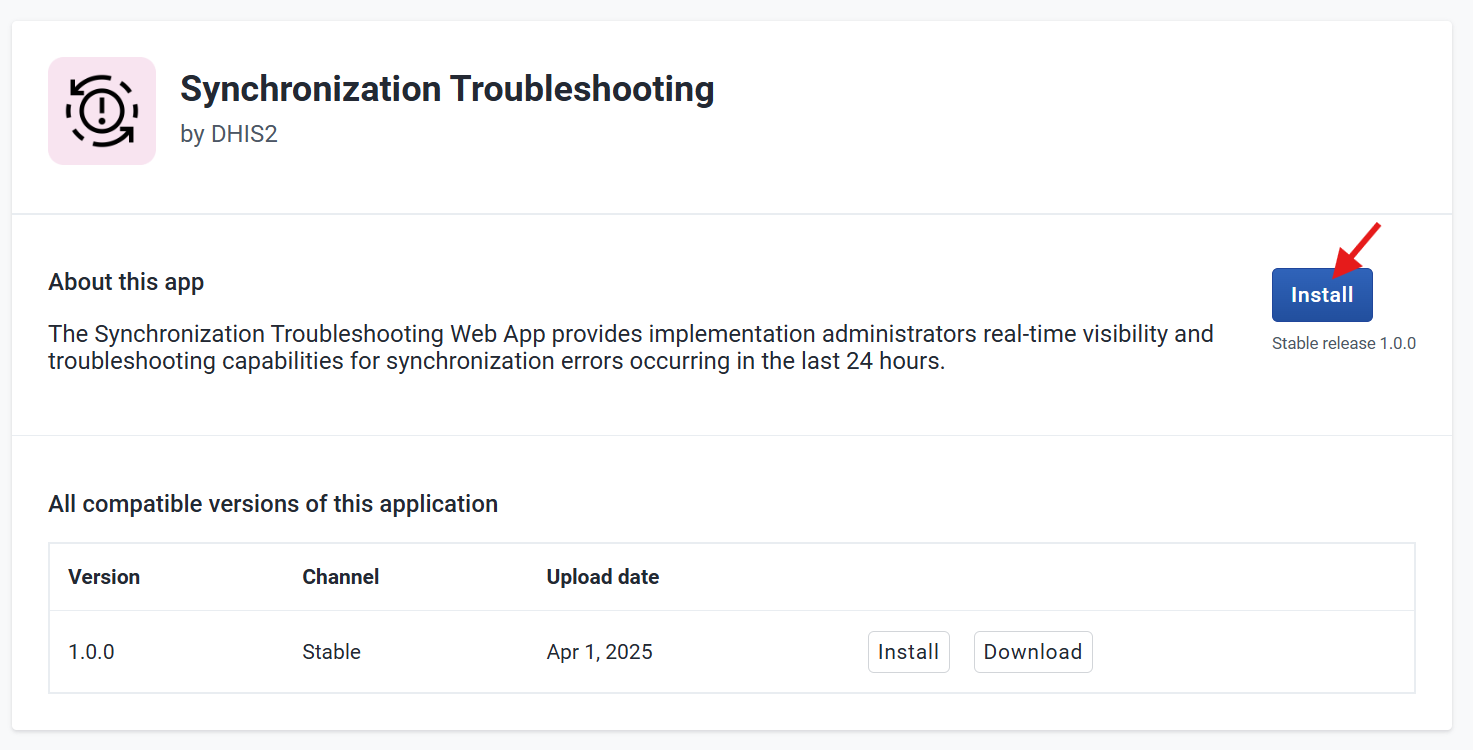 Synchronization Troubleshooting
by DHIS2
About this app
Install
The Synchronization Troubleshooting Web App provides implementation administrators real-time visibility and
troubleshooting capabilities for synchronization errors occurring in the last 24 hours.
Stable release 1.0.0
All compatible versions of this application
Version Channel Upload date
1.0.0 Stable Apr 1, 2025 Install Download